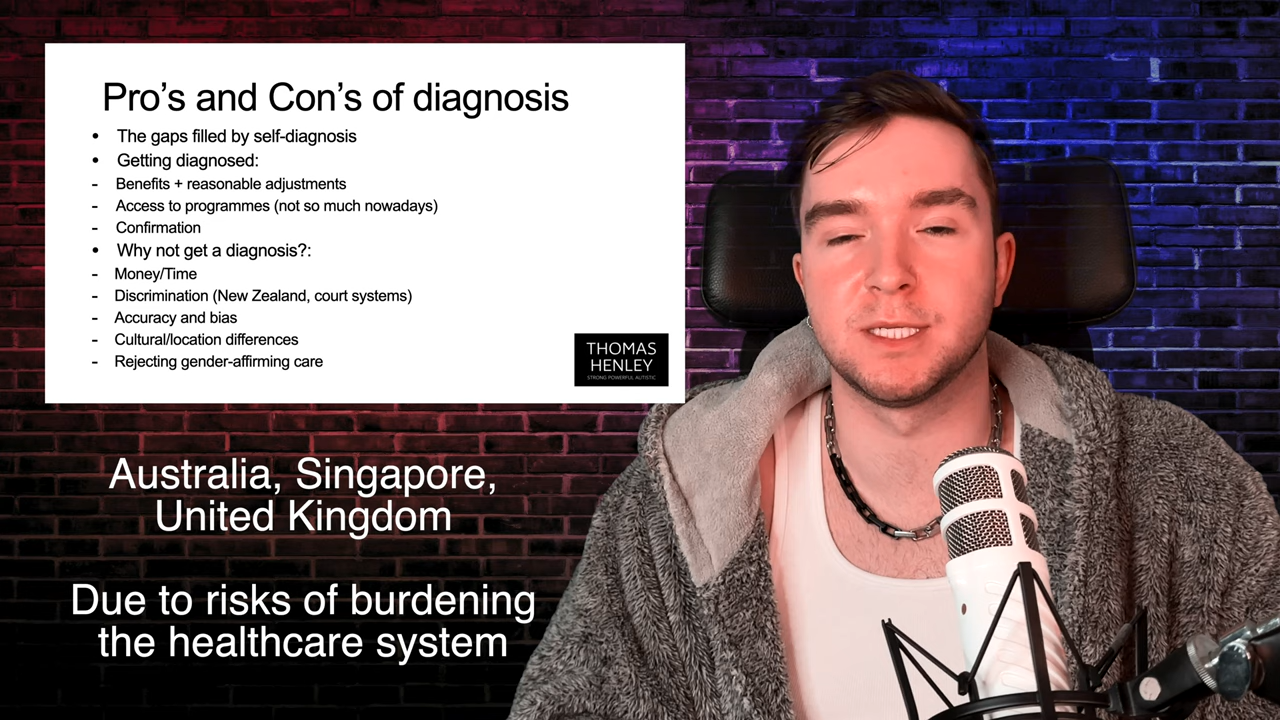 Pro’s and Con’s of diagnosis
• The gaps filled by self-diagnosis
• Getting diagnosed:
- Benefits + reasonable adjustments
- Access to programmes (not so much nowadays)
- Confirmation
• Why not get a diagnosis?:
- Money/Time
- Discrimination (New Zealand, court systems)
- Accuracy and bias
- Cultural/location differences
- Rejecting gender-affirming care
THOMAS
HENLEY
STRONG POWERFUL AUTISTIC
Australia, Singapore,
United Kingdom
Due to risks of burdening
the healthcare system